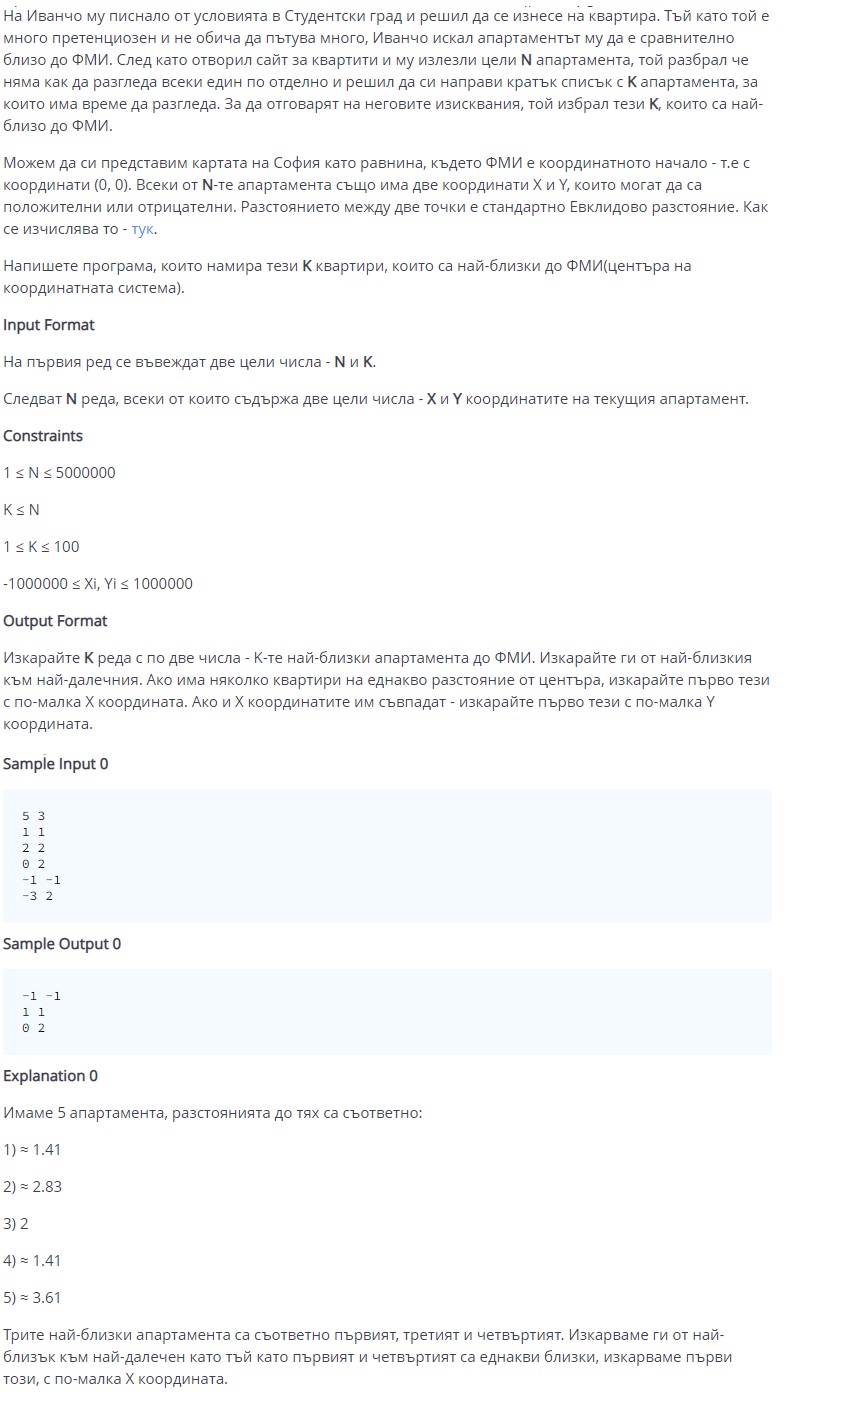 На Иванчо му писнало от условията в Студентски град и решил да се изнесе на квартира. Тъй като той е
много претенциозен и не обича да пътува много, Иванчо искал апартаментът му да е сравнително
близо до ФМИ. След като отворил сайт за квартити и му излезли цели N апартамента, той разбрал че
няма как да разгледа всеки един по отделно и решил да си направи кратък списък с K апартамента, за
които има време да разгледа. За да отговарят на неговите изисквания, той избрал тези K, които са най-
близо до ФМИ.
Можем да си представим картата на София като равнина, където ФМИ е координатното начало - т.е с
координати (0, 0). Всеки от N-те апартамента също има две координати X и Y, които могат да са
положителни или отрицателни. Разстоянието между две точки е стандартно Евклидово разстояние. Как
се изчислява то - тук.
Напишете програма, които намира тези K квартири, които са най-близки до ФМИ(центъра на
координатната система).
Input Format
На първия ред се въвеждат две цели числа - N и K.
Следват N реда, всеки от които съдържа две цели числа - X и Y координатите на текущия апартамент.
Constraints
1 ≤ N ≤ 5000000
K ≤ N
1 ≤ K ≤ 100
-1000000 ≤ Xi, Yi ≤ 1000000
Output Format
Изкарайте K реда с по две числа - K-те най-близки апартамента до ФМИ. Изкарайте ги от най-близкия
към най-далечния. Ако има няколко квартири на еднакво разстояние от центъра, изкарайте първо тези
с по-малка X координата. Ако и X координатите им съвпадат - изкарайте първо тези с по-малка Y
координата.
Sample Input 0
5 3
1 1
2 2
0 2
-1 -1
-3 2
Sample Output 0
-1 -1
1 1
0 2
Explanation 0
Имаме 5 апартамента, разстоянията до тях са съответно:
1) ≈ 1.41
2) ≈ 2.83
3) 2
4) ≈ 1.41
5) ≈ 3.61
Трите най-близки апартамента са съответно първият, третият и четвъртият. Изкарваме ги от най-
близък към най-далечен като тъй като първият и четвъртият са еднакви близки, изкарваме първи
този, с по-малка X координата.